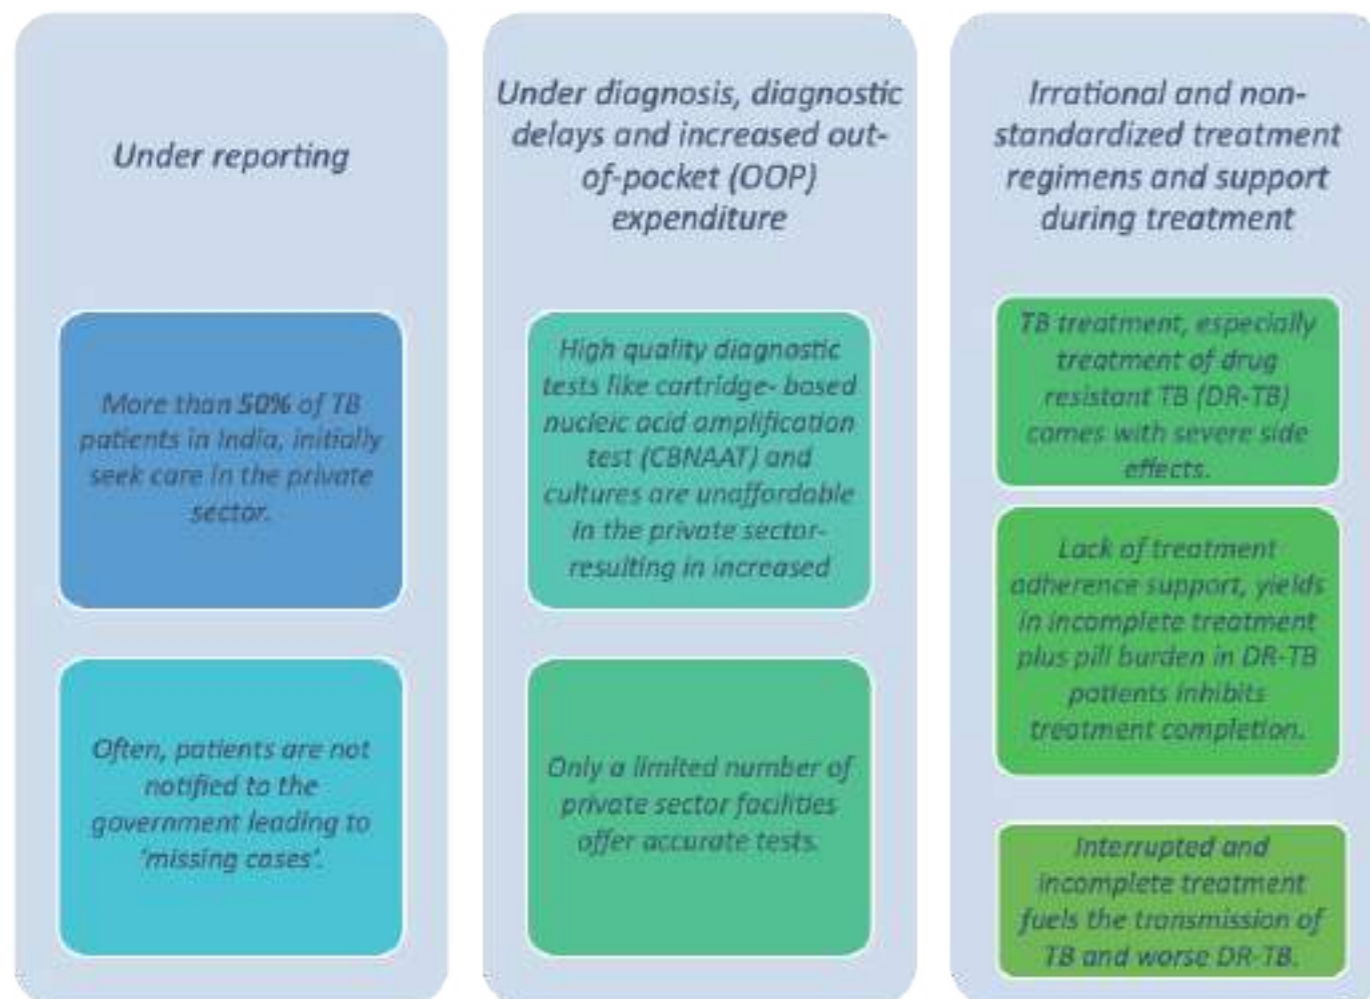 Under reporting
More than 50% of TB
patients in India, initially
seek care in the private
sector.
Often, patients are not
notified to the
government leading to
'missing cases'.
Under diagnosis, diagnostic
delays and increased out-
of-pocket (OOP)
expenditure
High quality diagnostic
tests like cartridge- based
nucleic acid amplification
test (CBNAAT) and
cultures are unaffordable
in the private sector-
resulting in increased
Only a limited number of
private sector facilities
offer accurate tests.
Irrational and non-
standardized treatment
regimens and support
during treatment
TB treatment, especially
treatment of drug
resistant TB (DR-TB)
comes with severe side
effects.
Lack of treatment
adherence support, yields
in incomplete treatment
plus pill burden in DR-TB
patients inhibits
treatment completion.
Interrupted and
incomplete treatment
fuels the transmission of
TB and worse DR-TB.